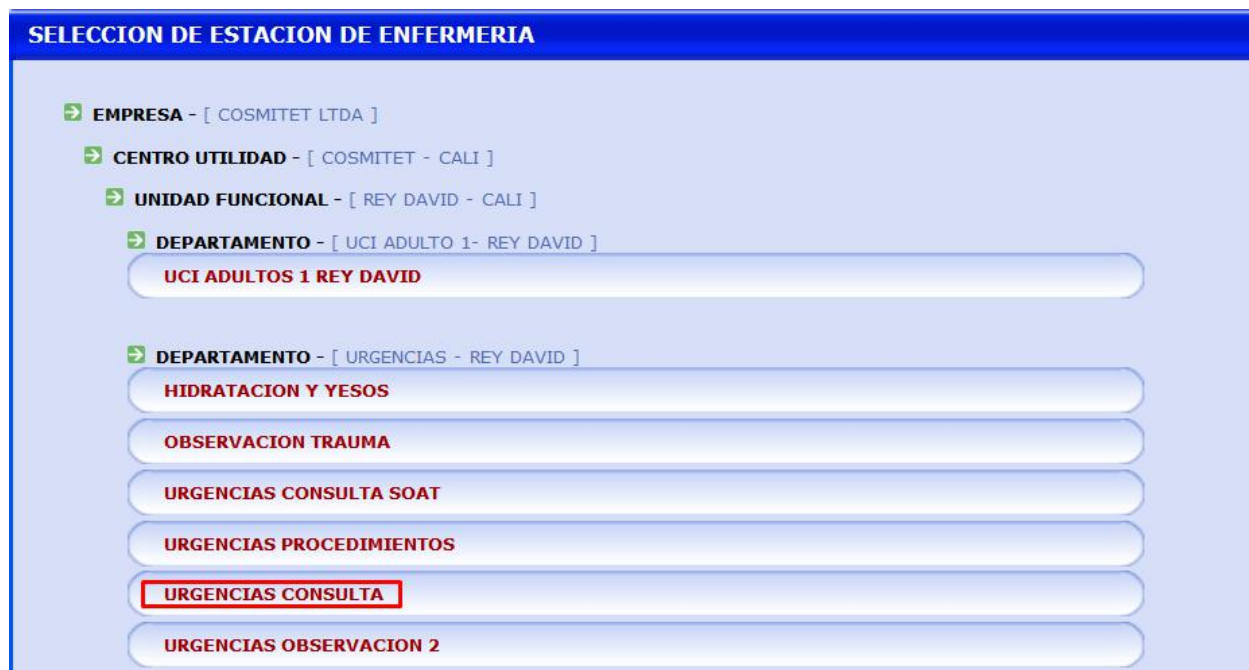 SELECCION DE ESTACION DE ENFERMERIA
EMPRESA - [ COSMITET LTDA ]
CENTRO UTILIDAD - [ COSMITET - CALI ]
UNIDAD FUNCIONAL - [ REY DAVID - CALI ]
DEPARTAMENTO - [ UCI ADULTO 1- REY DAVID ]
UCI ADULTOS 1 REY DAVID
DEPARTAMENTO - [ URGENCIAS - REY DAVID ]
HIDRATACION Y YESOS
OBSERVACION TRAUMA
URGENCIAS CONSULTA SOAT
URGENCIAS PROCEDIMIENTOS
URGENCIAS CONSULTA
URGENCIAS OBSERVACION 2